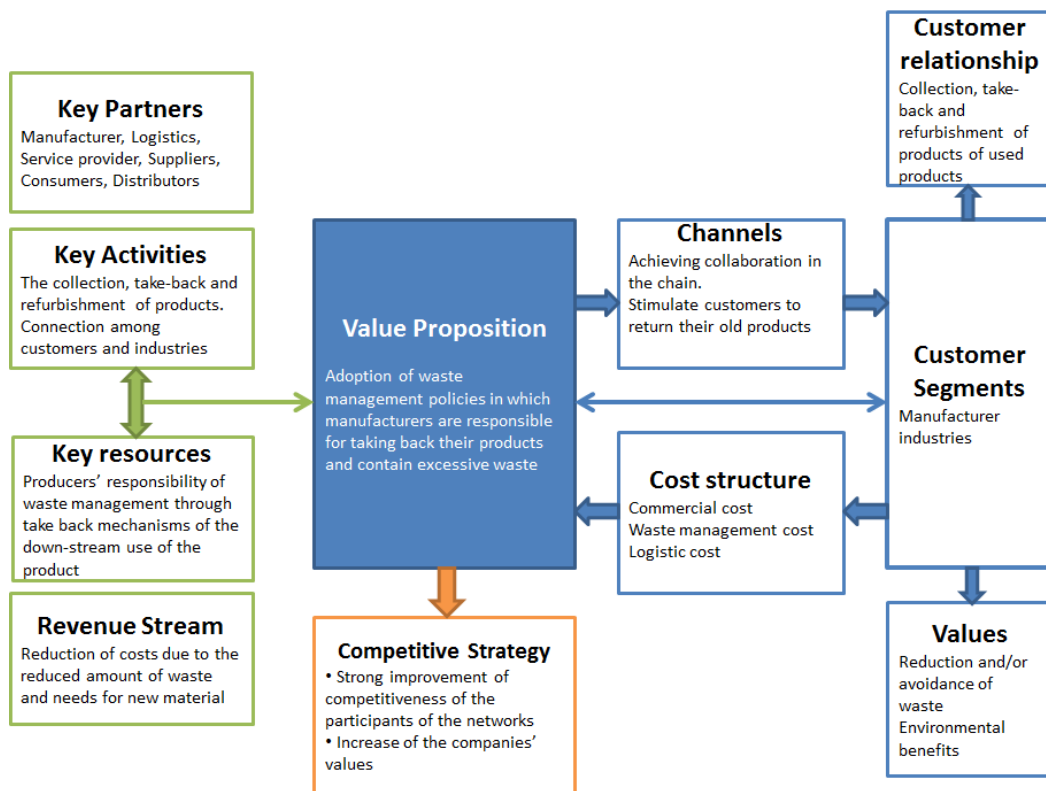 Key Partners
Manufacturer, Logistics,
Service provider, Suppliers,
Consumers, Distributors
Key Activities
The collection, take-back and
refurbishment of products.
Connection among
customers and industries
Key resources
Producers' responsibility of
waste management through
take back mechanisms of the
down-stream use of the
product
Revenue Stream
Reduction of costs due to the
reduced amount of waste
and needs for new material
Value Proposition
Adoption of waste
management policies in which
manufacturers are responsible
for taking back their products
and contain excessive waste
Competitive Strategy
• Strong improvement of
competitiveness of the
participants of the networks
• Increase of the companies'
values
Channels
Achieving collaboration in
the chain.
Stimulate customers to
return their old products
Cost structure
Commercial cost
Waste management cost
Logistic cost
Customer
relationship
Collection, take-
back and
refurbishment of
products of used
products
Customer
Segments
Manufacturer
industries
Values
Reduction and/or
avoidance of
waste
Environmental
benefits